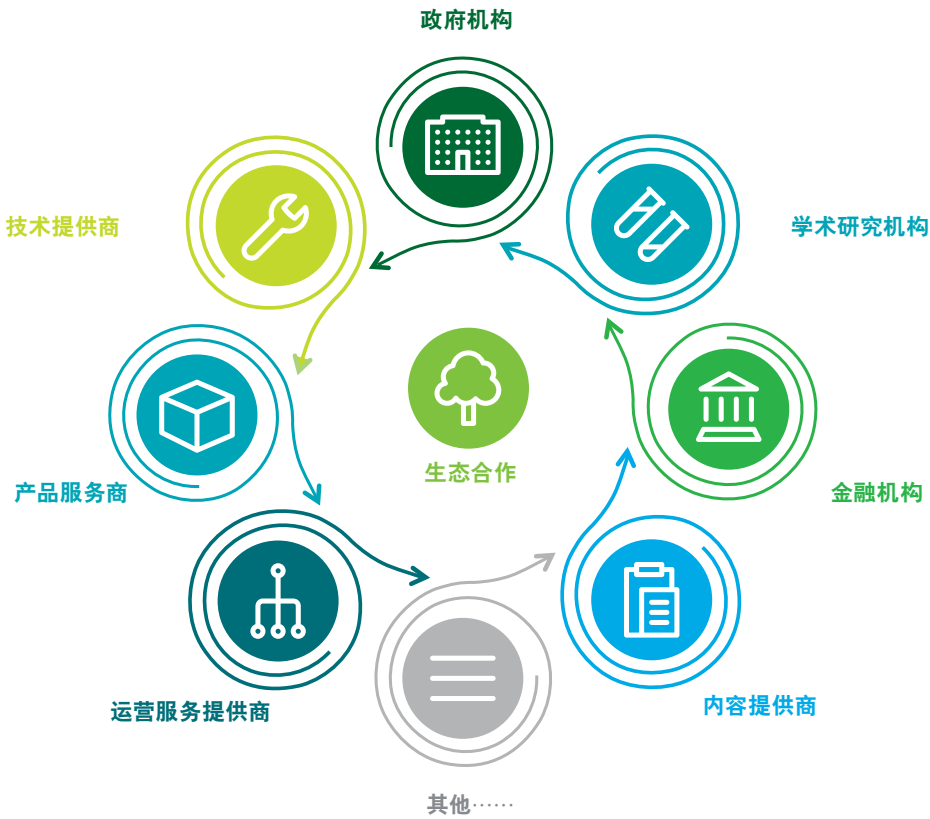 政府机构
技术提供商
学术研究机构
生态合作
产品服务商
金融机构
运营服务提供商
内容提供商
其他……